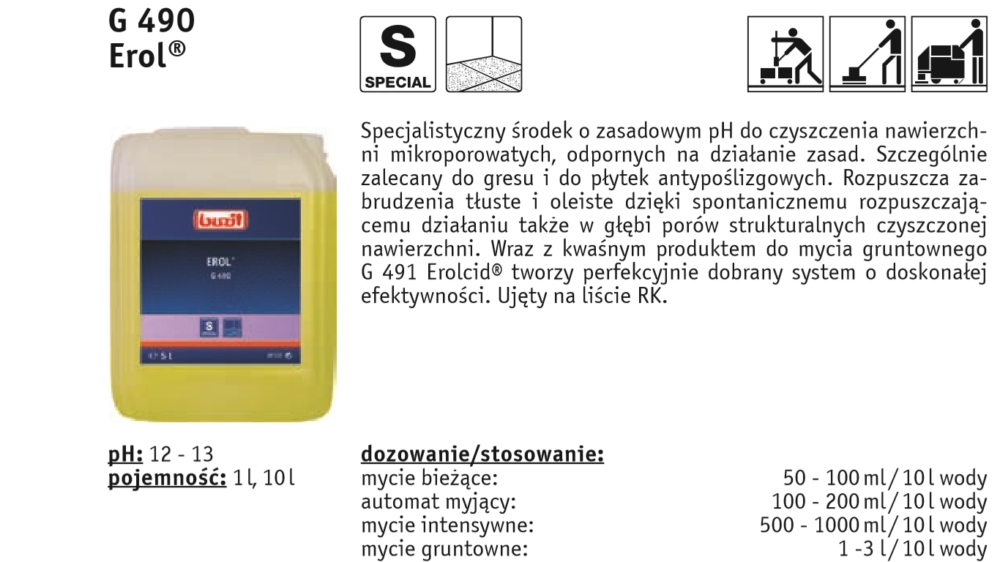 G 490
Erol®
S
SPECIAL
Specjalistyczny środek o zasadowym pH do czyszczenia nawierzch-
ni mikroporowatych, odpornych na działanie zasad. Szczególnie
zalecany do gresu i do płytek antypoślizgowych. Rozpuszcza za-
brudzenia tłuste i oleiste dzięki spontanicznemu rozpuszczają-
cemu działaniu także w głębi porów strukturalnych czyszczonej
nawierzchni. Wraz z kwaśnym produktem do mycia gruntownego
G 491 Erolcid® tworzy perfekcyjnie dobrany system o doskonałej
efektywności. Ujęty na liście RK.
buzil
EROL
G 490
S
5 l
pH: 12 - 13
pojemność: 1 l, 10 l
dozowanie/stosowanie:
mycie bieżące: 50 - 100 ml / 10 l wody
automat myjący: 100 - 200 ml / 10 l wody
mycie intensywne: 500 - 1000 ml / 10 l wody
mycie gruntowne: 1 -3 l / 10 l wody